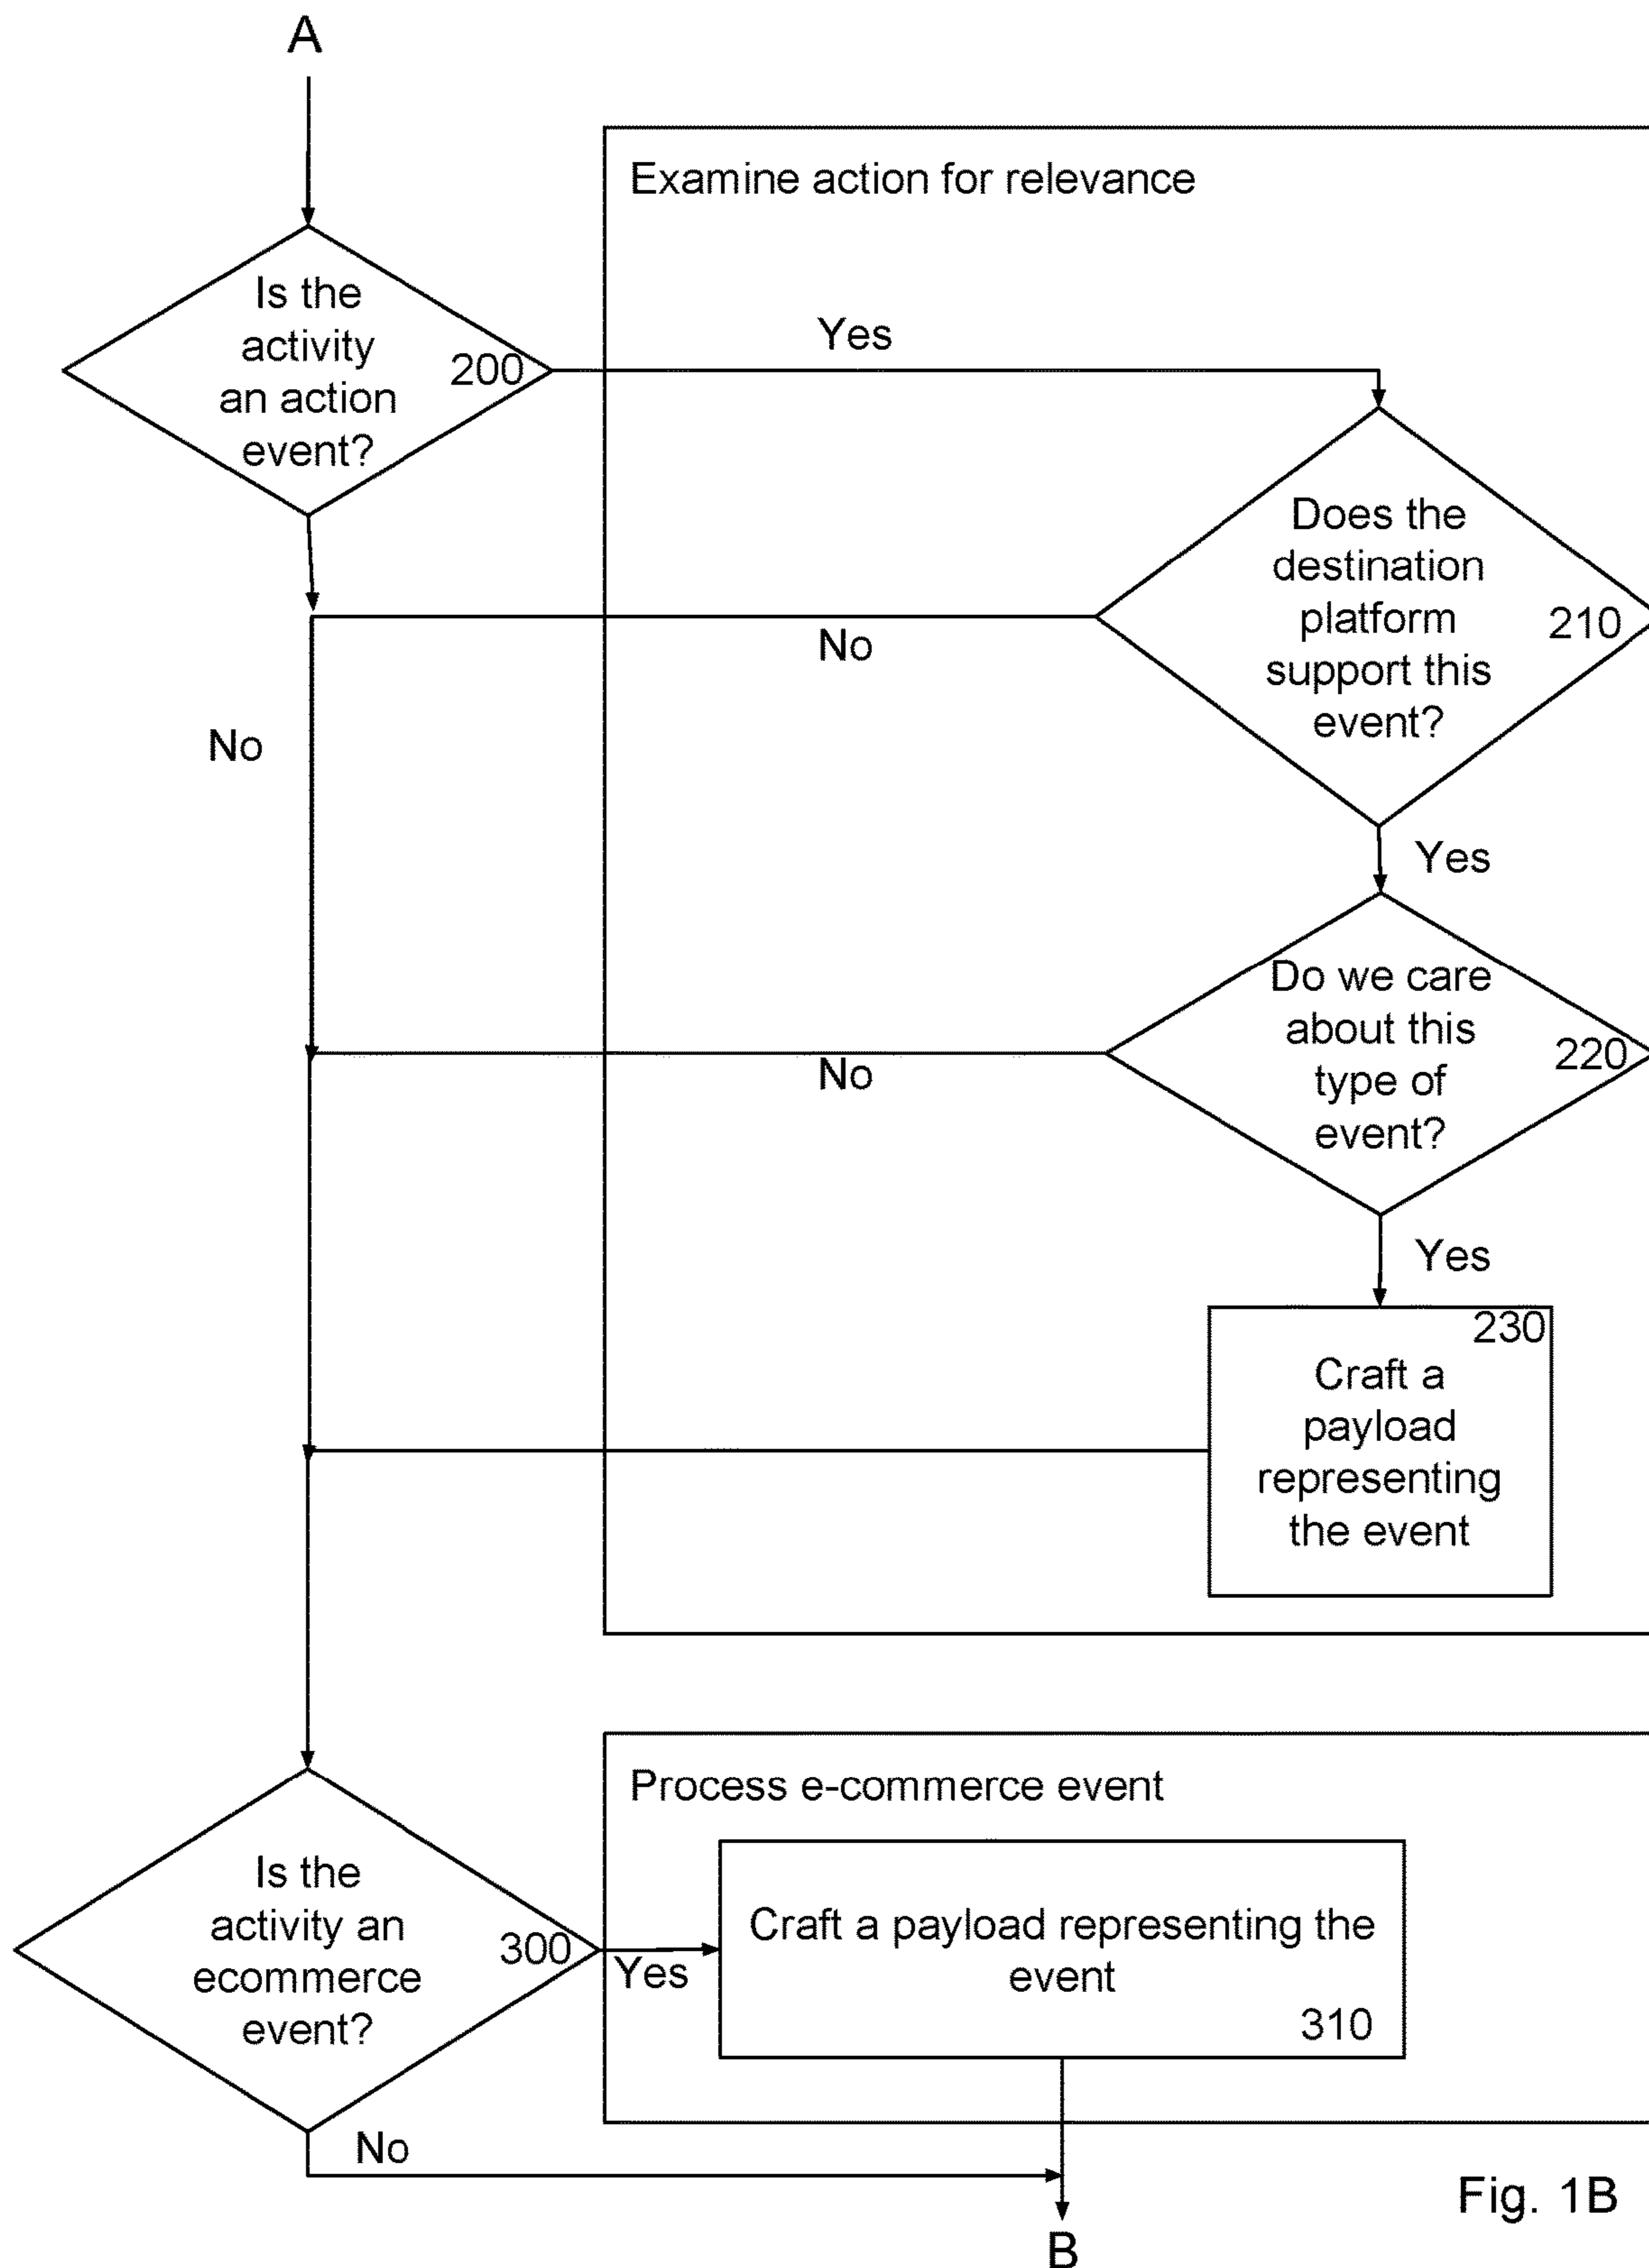 A
Examine action for relevance
Is the
activity
an action
event?
200
Yes
Does the
destination
platform
support this
event?
210
No
No
Yes
Do we care
about this
type of
event?
220
No
Yes
230
Craft a
payload
representing
the event
Process e-commerce event
Is the
activity an
ecommerce
event?
300
Yes
Craft a payload representing the
event
310
No
Fig. 1B
B